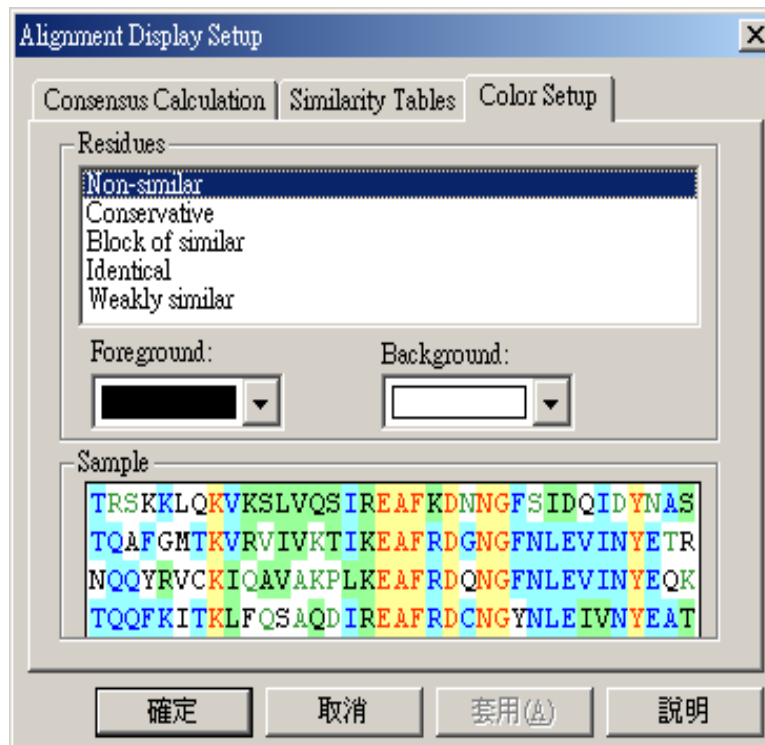 Alignment Display Setup
Consensus Calculation Similarity Tables Color Setup
Residues
Non-similar
Conservative
Block of similar
Identical
Weakly similar
Foreground: Background:
Sample
TRSKKLQKVKSLVQSIREAFKDNNGFSIDQIDYNAS
TQAFGMTKVRVIVKTIKEAFRDGNGFNLEVINYETR
NQQYRVCKIQAVAKPLKEAFRDQNGFNLEVINYEQK
TQQFKITKLFQSAQDIREAFRDCNGYNLEIVNYEAT
確定 取消 套用(A) 說明